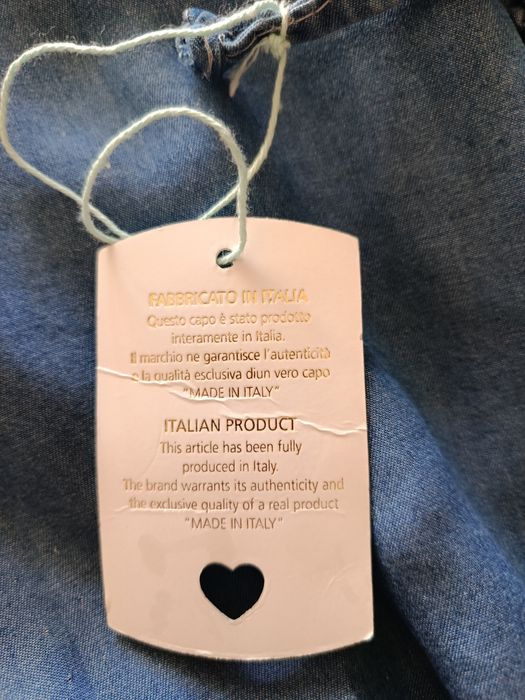 FABBRICATO IN ITALIA
Questo capo è stato prodotto
interamente in Italia.
Il marchio ne garantisce l'autenticità
e la qualità esclusiva diun vero capo
"MADE IN ITALY"
ITALIAN PRODUCT
This article has been fully
produced in Italy.
The brand warrants its authenticity and
the exclusive quality of a real product
"MADE IN ITALY"